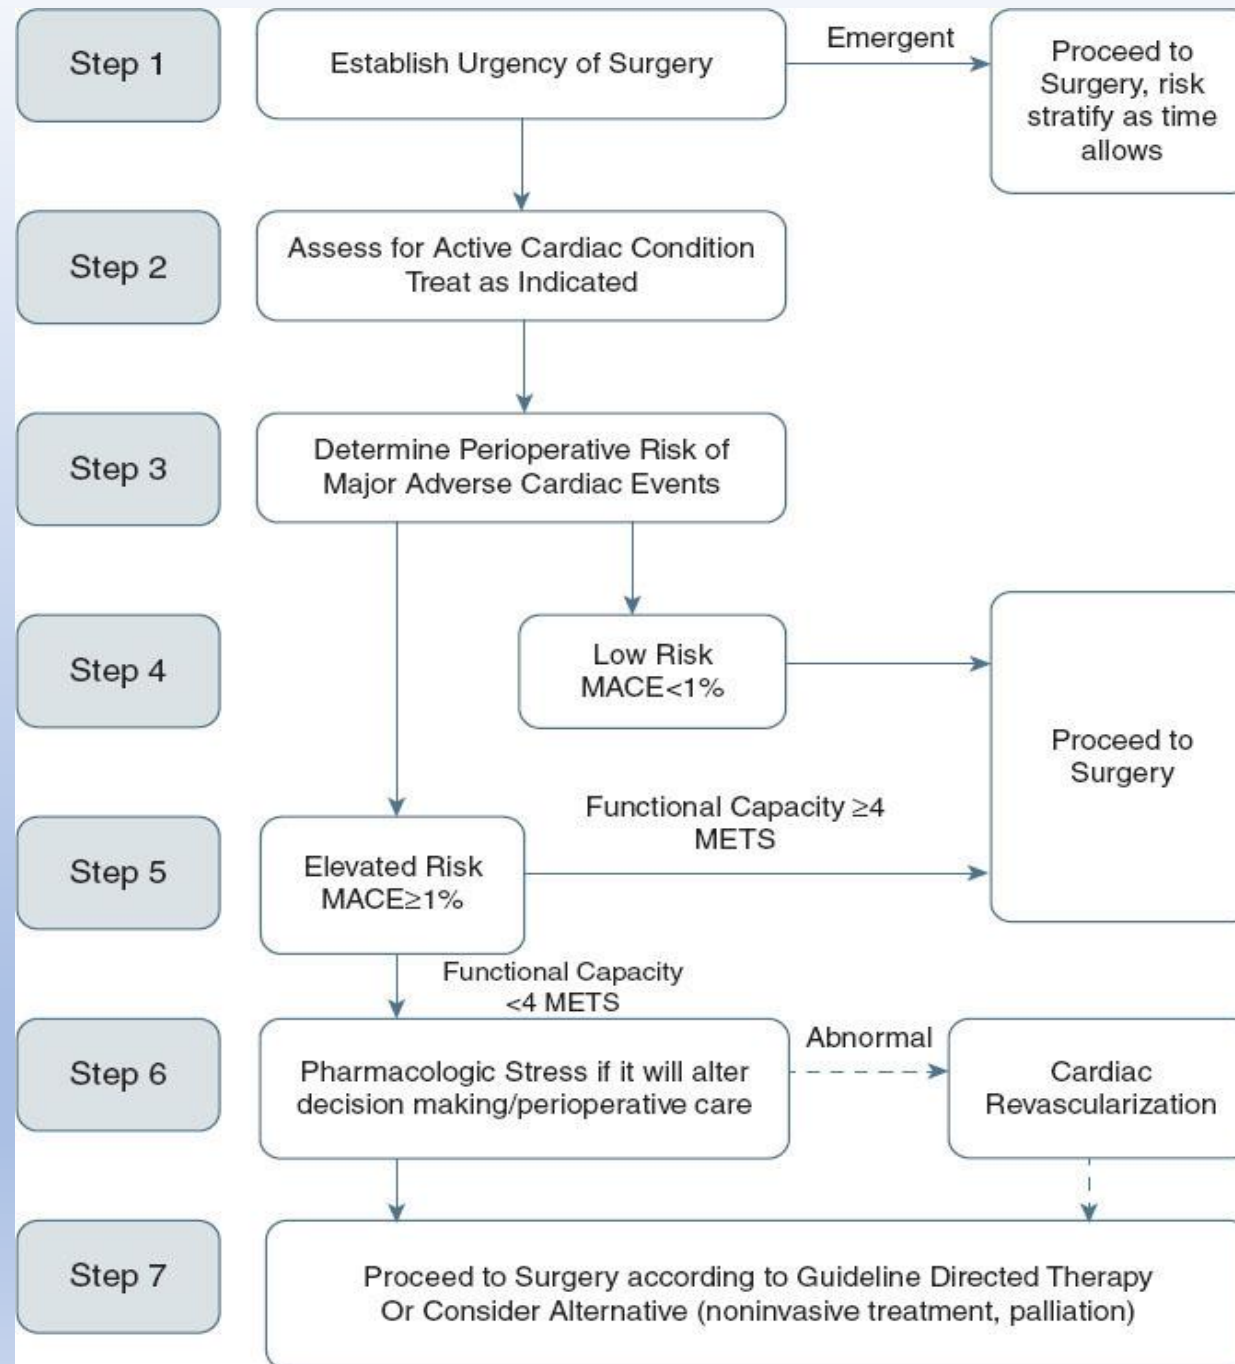 Step 1
Establish Urgency of Surgery
Emergent
Proceed to
Surgery, risk
stratify as time
allows
Step 2
Assess for Active Cardiac Condition
Treat as Indicated
Step 3
Determine Perioperative Risk of
Major Adverse Cardiac Events
Step 4
Low Risk
MACE<1%
Proceed to
Surgery
Step 5
Elevated Risk
MACE≥1%
Functional Capacity ≥4
METS
Functional Capacity
<4 METS
Step 6
Pharmacologic Stress if it will alter
decision making/perioperative care
Abnormal
Cardiac
Revascularization
Step 7
Proceed to Surgery according to Guideline Directed Therapy
Or Consider Alternative (noninvasive treatment, palliation)